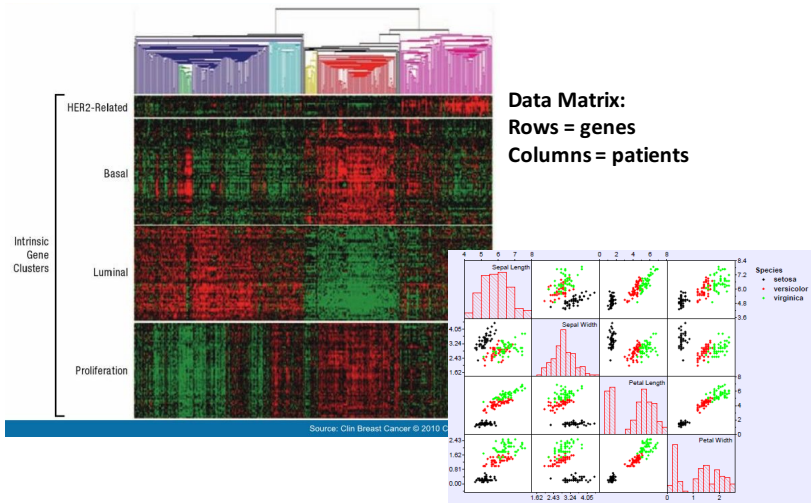 HER2-Related
Basal
Intrinsic
Gene
Clusters
Luminal
Proliferation
Source: Clin Breast Cancer © 2010 C
Data Matrix:
Rows = genes
Columns = patients
4 5 6 7 8
0 2 4 6 8
Sepal Length
8.4
7.2
6.0
4.8
3.6
Species
setosa
versicolor
virginica
4.05
3.24
2.43
1.62
Sepal Width
Petal Length
8
6
4
2
0
2.43
1.62
0.81
0.00
Petal Width
1.62 2.43 3.24 4.05
0 1 2